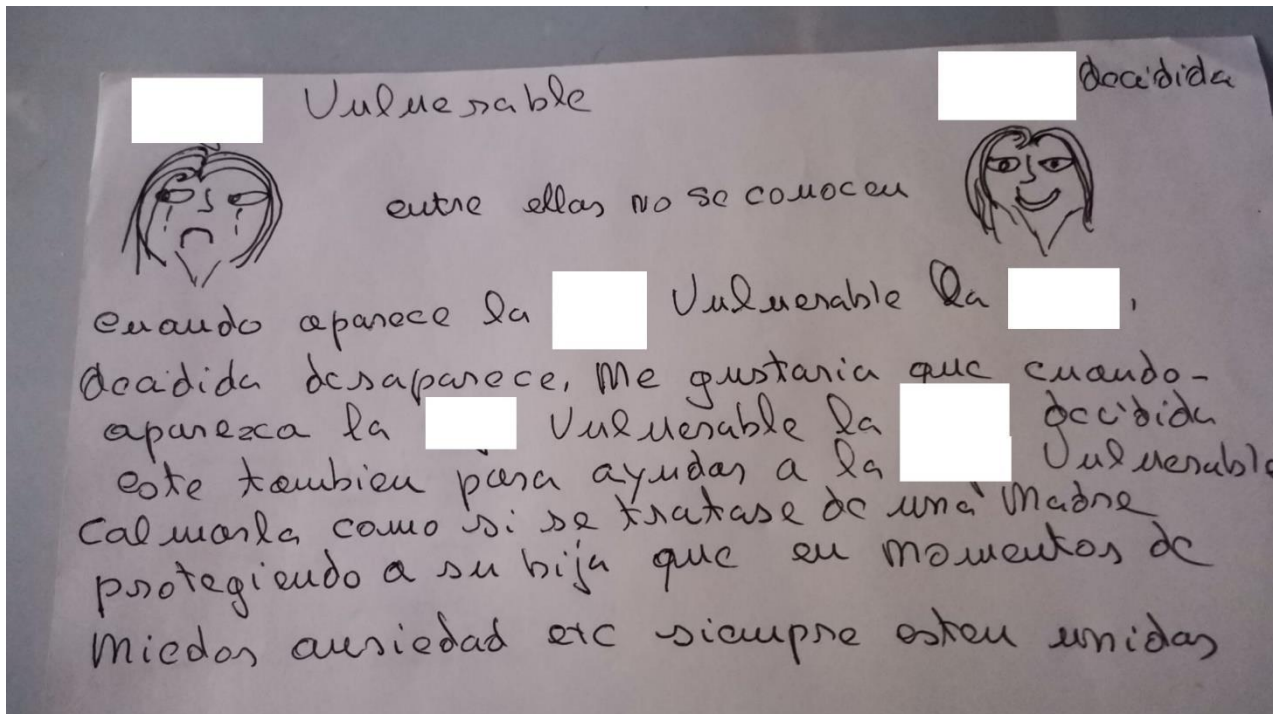 Vulnerable decidida
entre ellas no se conocen
cuando aparece la Vulnerable la ,
decidida desaparece, Me gustaria que cuando-
aparezca la Vulnerable la decidida
este tambien para ayudar a la Vulnerable
Calmarla como si se tratase de una Madre
protegiendo a su hija que en momentos de
miedos ansiedad etc siempre esten unidas